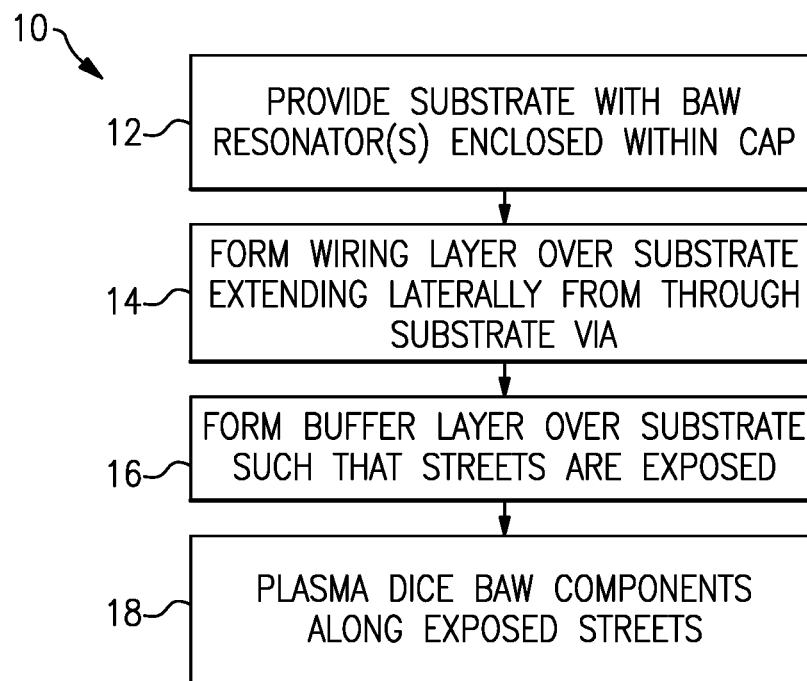 10
12
PROVIDE SUBSTRATE WITH BAW
RESONATOR(S) ENCLOSED WITHIN CAP
14
FORM WIRING LAYER OVER SUBSTRATE
EXTENDING LATERALLY FROM THROUGH
SUBSTRATE VIA
16
FORM BUFFER LAYER OVER SUBSTRATE
SUCH THAT STREETS ARE EXPOSED
18
PLASMA DICE BAW COMPONENTS
ALONG EXPOSED STREETS